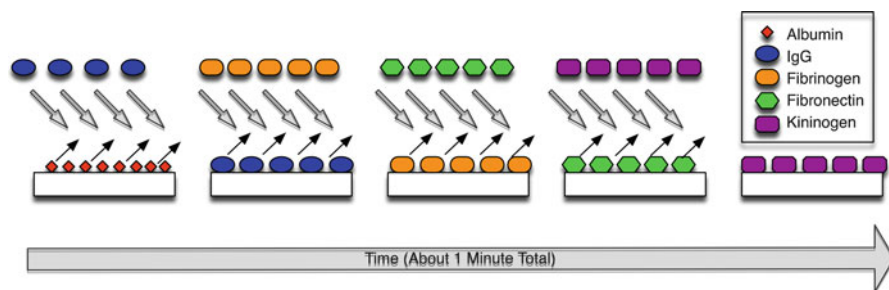 Albumin
IgG
Fibrinogen
Fibronectin
Kininogen
Time (About 1 Minute Total)